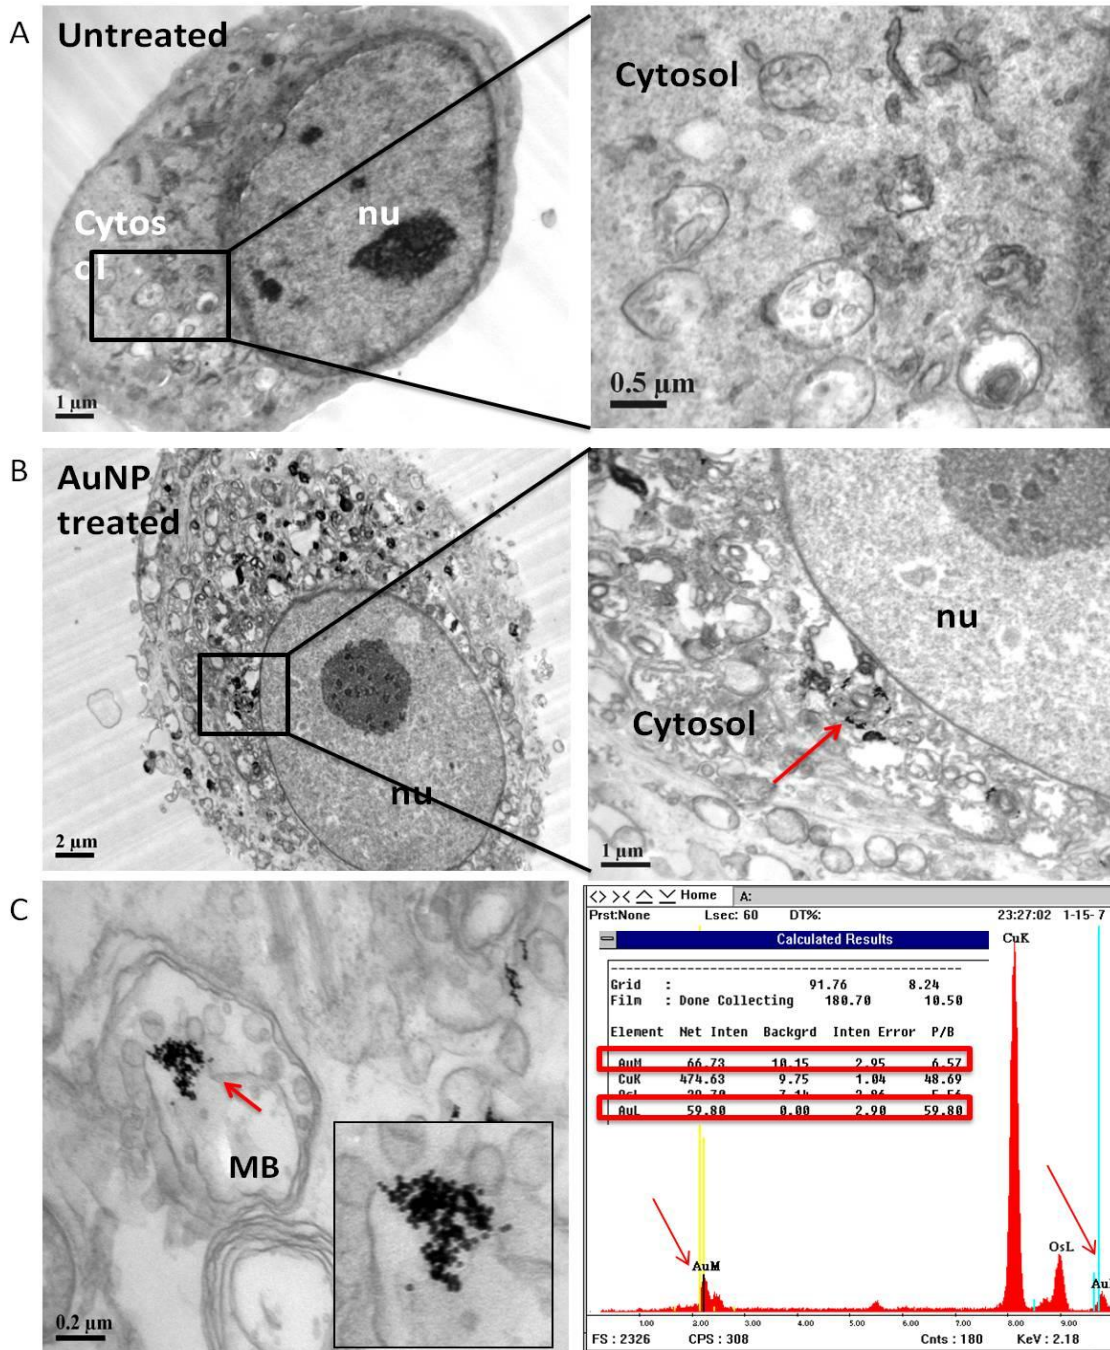 A
Untreated
Cytos
ol
nu
1 µm
Cytosol
0.5 µm
B
AuNP
treated
nu
2 µm
nu
Cytosol
1 µm
C
MB
0.2 µm
Home A:
Prst:None Lsec: 60 DT%: 23:27:02 1-15- 7
Calculated Results
Grid : 91.76 8.24
Film : Done Collecting 180.70 10.50
Element Net Inten Backgrd Inten Error P/B
AuM 66.73 10.15 2.95 6.57
CuK 474.63 9.75 1.04 48.69
AuL 59.80 0.00 2.90 59.80
CuK
AuM
OsL
Au
1.00 2.00 3.00 4.00 5.00 6.00 7.00 8.00 9.00
FS : 2326 CPS : 308 Cnts : 180 KeV : 2.18